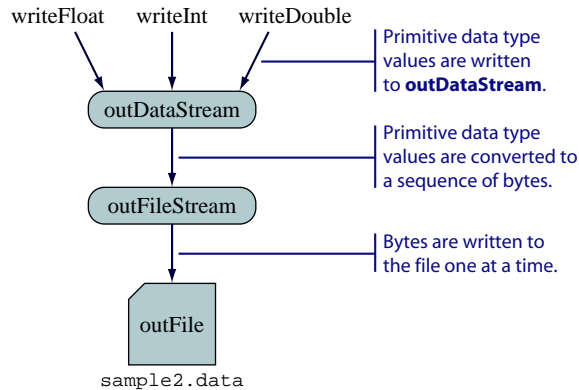 writeFloat writeInt writeDouble
Primitive data type
values are written
to outDataStream.
outDataStream
Primitive data type
values are converted to
a sequence of bytes.
outFileStream
Bytes are written to
the file one at a time.
outFile
sample2.data